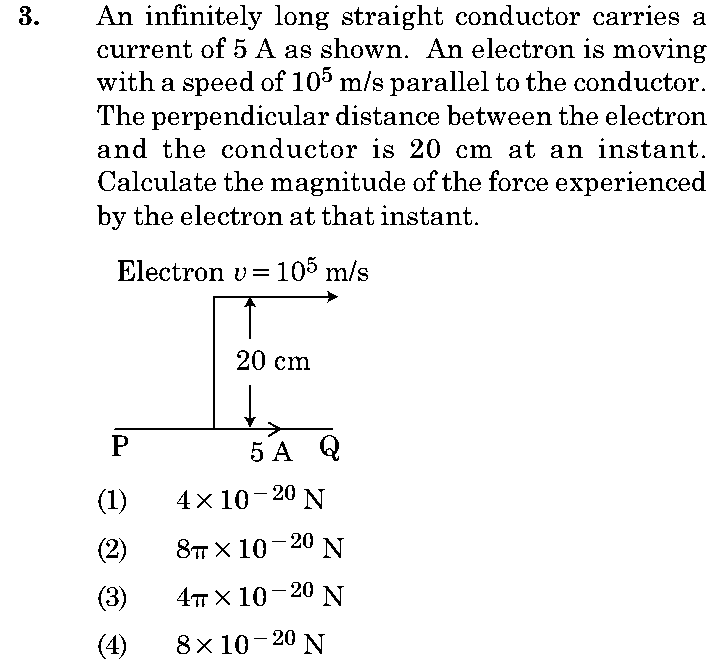 3. An infinitely long straight conductor carries a
current of 5 A as shown. An electron is moving
with a speed of 10⁵ m/s parallel to the conductor.
The perpendicular distance between the electron
and the conductor is 20 cm at an instant.
Calculate the magnitude of the force experienced
by the electron at that instant.
Electron v = 10⁵ m/s
20 cm
P 5 A Q
(1) 4 × 10⁻²⁰ N
(2) 8π × 10⁻²⁰ N
(3) 4π × 10⁻²⁰ N
(4) 8 × 10⁻²⁰ N